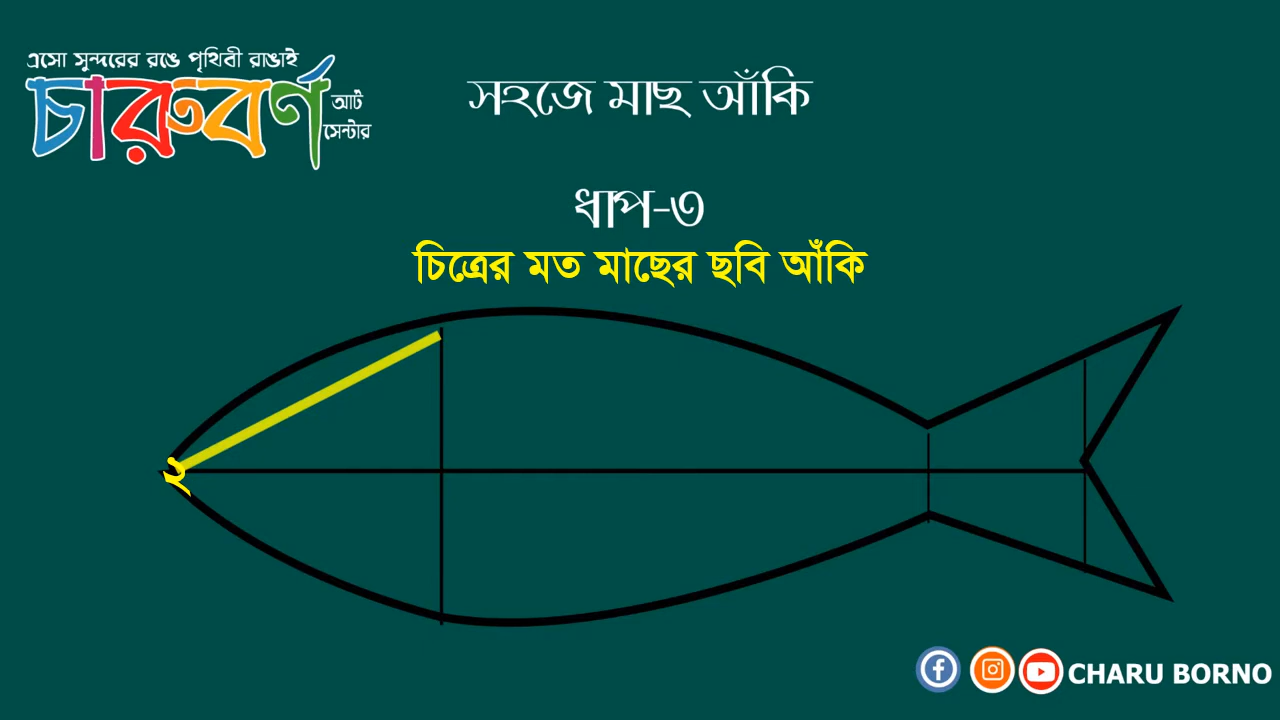 এসো সুন্দরের রঙে পৃথিবী রাঙাই
চারুবর্ণ
আর্ট
সেন্টার
সহজে মাছ আঁকি
ধাপ-৩
চিত্রের মত মাছের ছবি আঁকি
২
CHARU BORNO